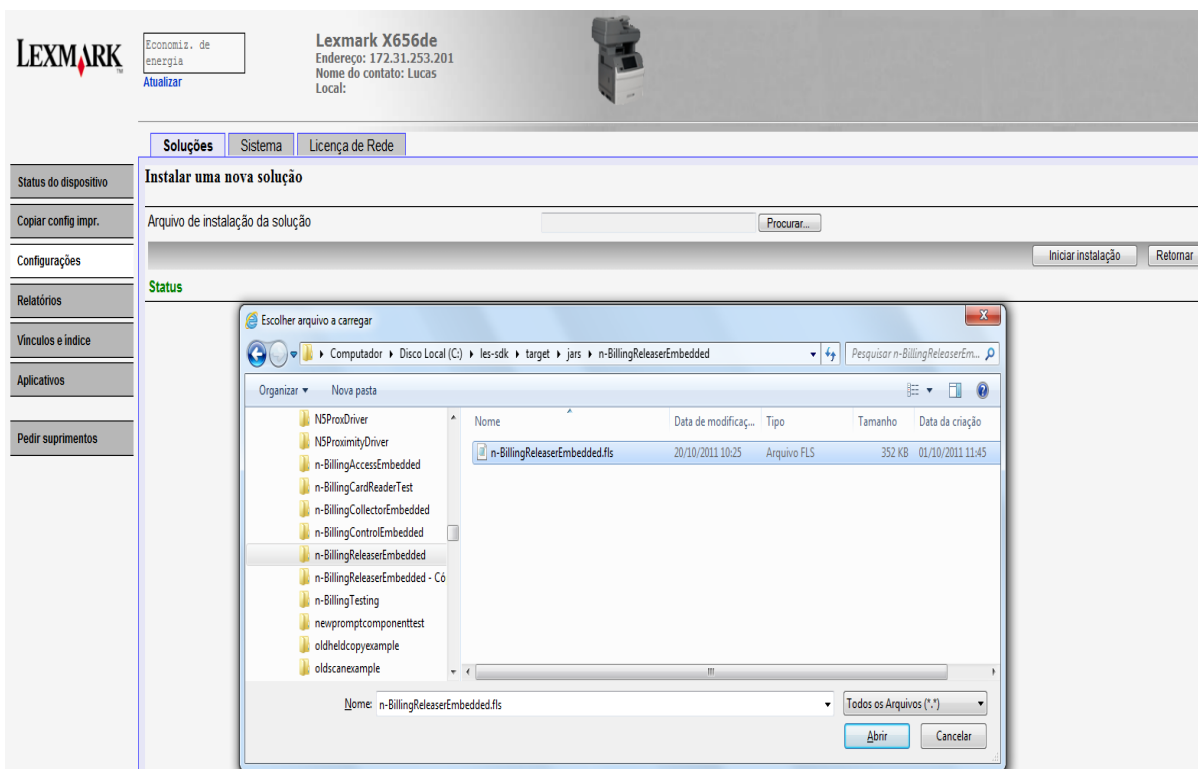 LEXMARK™
Economiz. de
energia
Atualizar
Lexmark X656de
Endereço: 172.31.253.201
Nome do contato: Lucas
Local:
Soluções Sistema Licença de Rede
Status do dispositivo
Copiar config impr.
Configurações
Relatórios
Vínculos e índice
Aplicativos
Pedir suprimentos
Instalar uma nova solução
Arquivo de instalação da solução Procurar...
Iniciar instalação Retornar
Status
Escolher arquivo a carregar
Computador Disco Local (C:) les-sdk target jars n-BillingReleaserEmbedded Pesquisar n-BillingReleaserEm...
Organizar Nova pasta
N5ProxDriver
N5ProximityDriver
n-BillingAccessEmbedded
n-BillingCardReaderTest
n-BillingCollectorEmbedded
n-BillingControlEmbedded
n-BillingReleaserEmbedded
n-BillingReleaserEmbedded - Có
n-BillingTesting
newpromptcomponenttest
oldheldcopyexample
oldscanexample
Nome Data de modificaç... Tipo Tamanho Data da criação
n-BillingReleaserEmbedded.fls 20/10/2011 10:25 Arquivo FLS 352 KB 01/10/2011 11:45
Nome: n-BillingReleaserEmbedded.fls Todos os Arquivos (*.*)
Abrir Cancelar